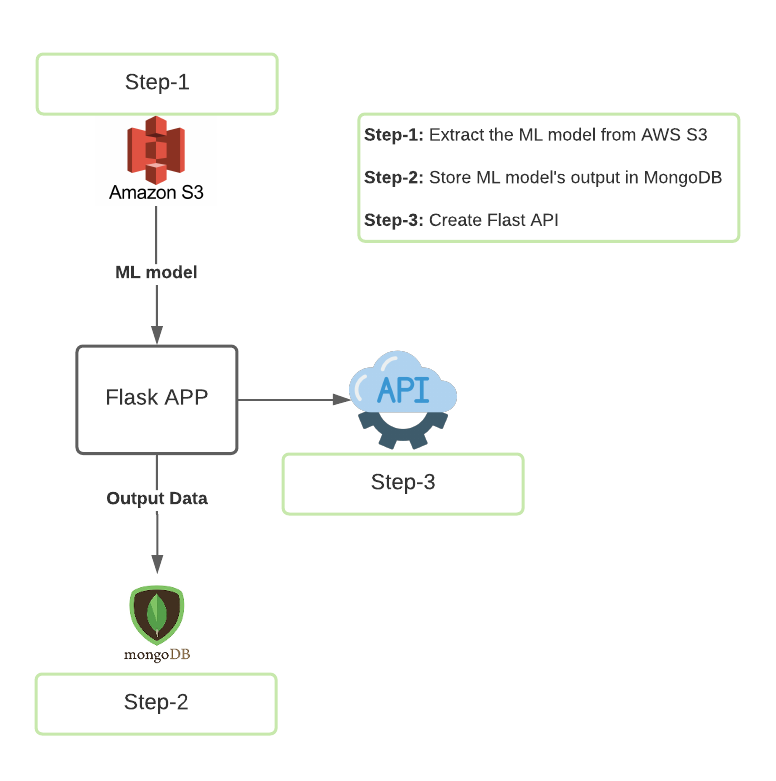 Step-1
Amazon S3
Step-1: Extract the ML model from AWS S3
Step-2: Store ML model's output in MongoDB
Step-3: Create Flast API
ML model
Flask APP
API
Step-3
Output Data
mongoDB
Step-2